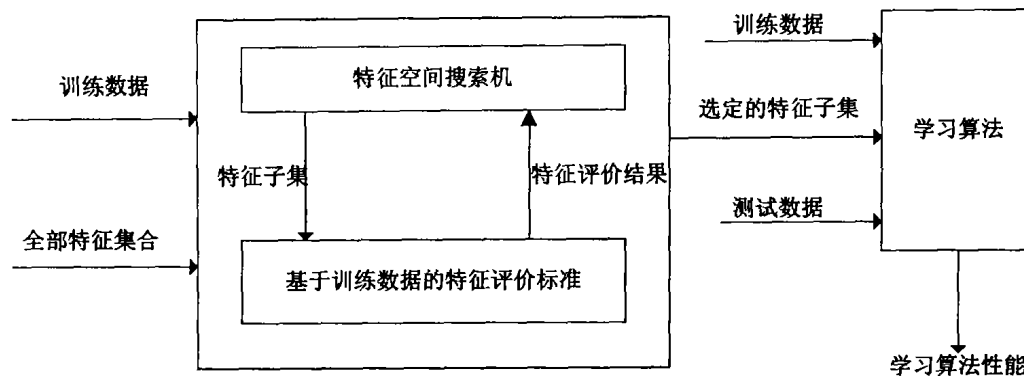 训练数据
特征空间搜索机
训练数据
选定的特征子集
学习算法
特征子集
特征评价结果
测试数据
全部特征集合
基于训练数据的特征评价标准
学习算法性能